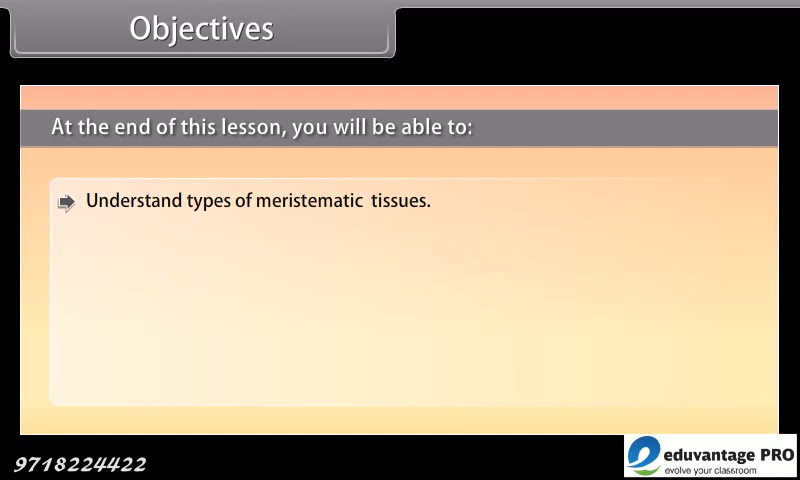 Objectives
At the end of this lesson, you will be able to:
Understand types of meristematic tissues.
9718224422
eduvantage PRO
evolve your classroom